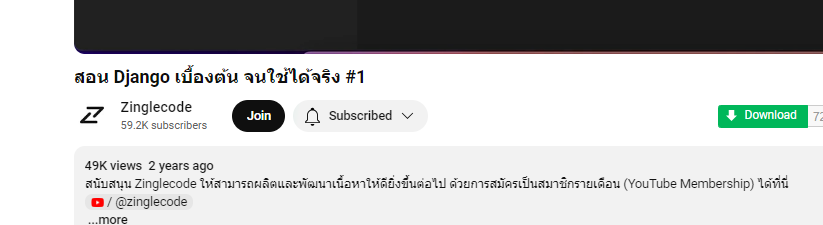 สอน Django เบื้องต้น จนใช้ได้จริง #1
Zinglecode
59.2K subscribers
Join
Subscribed
Download
72
49K views 2 years ago
สนับสนุน Zinglecode ให้สามารถผลิตและพัฒนาเนื้อหาให้ดียิ่งขึ้นต่อไป ด้วยการสมัครเป็นสมาชิกรายเดือน (YouTube Membership) ได้ที่นี่
/ @zinglecode
...more